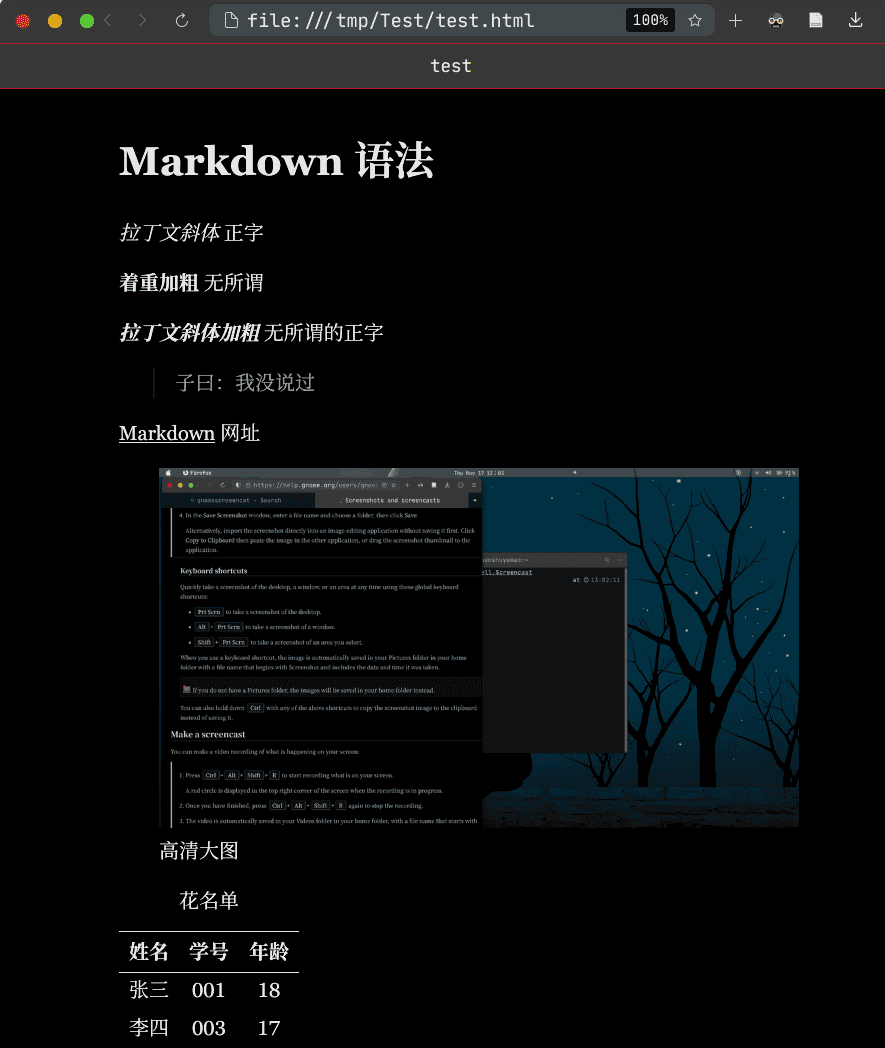 file:///tmp/Test/test.html
100%
test
Markdown 语法
拉丁文斜体 正字
着重加粗 无所谓
拉丁文斜体加粗 无所谓的正字
子曰：我没说过
Markdown 网址
Firefox
Thu Nov 17 13:03
https://help.gnome.org/users/gnome
gnomescreencat - Search
Screenshots and screencasts
4. In the Save Screenshot window, enter a file name and choose a folder, then click Save.
Alternatively, import the screenshot directly into an image-editing application without saving it first. Click
Copy to Clipboard then paste the image in the other application, or drag the screenshot thumbnail to the
application.
Keyboard shortcuts
Quickly take a screenshot of the desktop, a window, or an area at any time using these global keyboard
shortcuts:
• Prt Scrn to take a screenshot of the desktop.
• Alt + Prt Scrn to take a screenshot of a window.
• Shift + Prt Scrn to take a screenshot of an area you select.
When you use a keyboard shortcut, the image is automatically saved in your Pictures folder in your home
folder with a file name that begins with Screenshot and includes the date and time it was taken.
If you do not have a Pictures folder, the images will be saved in your home folder instead.
You can also hold down Ctrl with any of the above shortcuts to copy the screenshot image to the clipboard
instead of saving it.
Make a screencast
You can make a video recording of what is happening on your screen:
1. Press Ctrl + Alt + Shift + R to start recording what is on your screen.
A red circle is displayed in the top right corner of the screen when the recording is in progress.
2. Once you have finished, press Ctrl + Alt + Shift + R again to stop the recording.
3. The video is automatically saved in your Videos folder in your home folder, with a file name that starts with
ell.Screencast
at 13:02:11
高清大图
花名单
姓名 学号 年龄
张三 001 18
李四 003 17